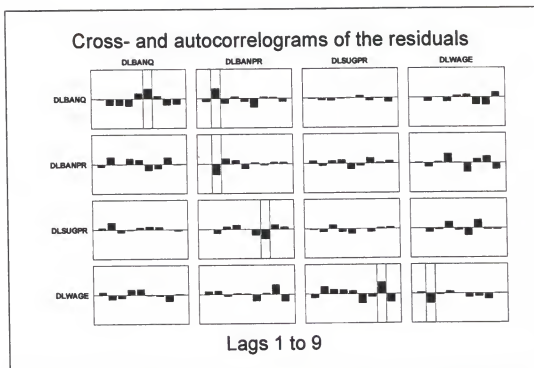 Cross- and autocorrelograms of the residuals
DLBANQ DLBANPR DLSUGPR DLWAGE
DLBANQ
DLBANPR
DLSUGPR
DLWAGE
Lags 1 to 9